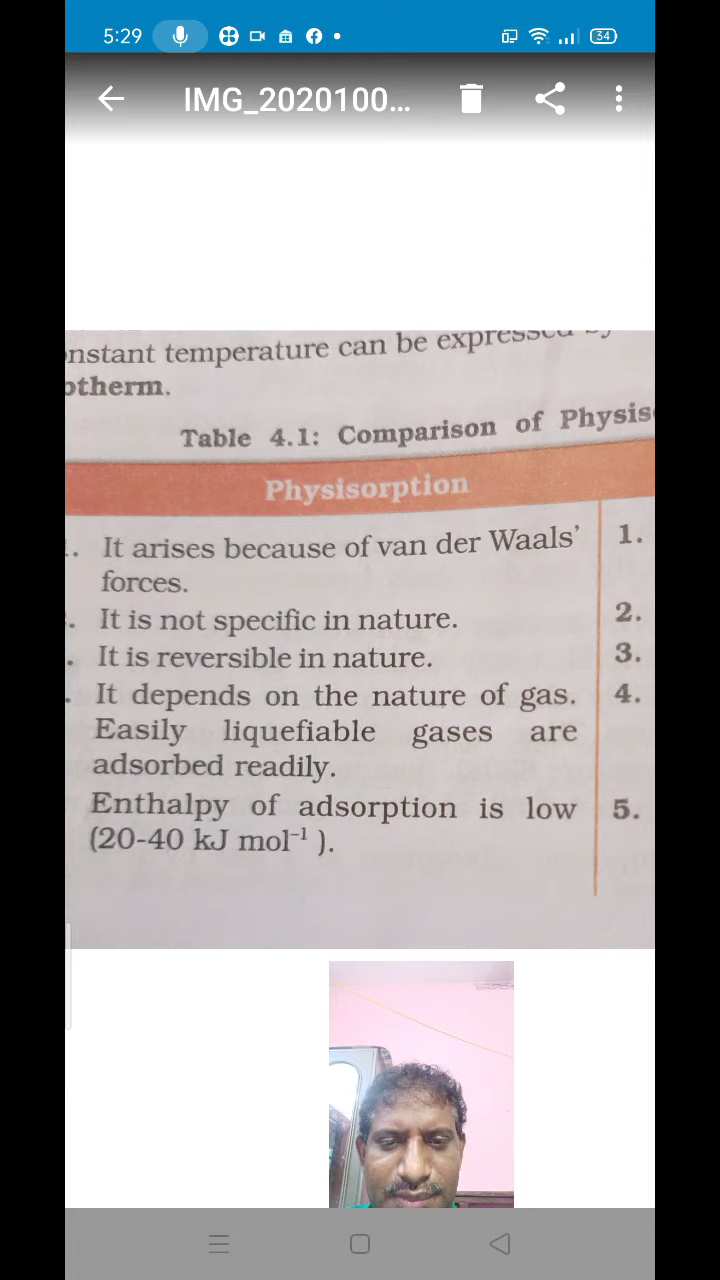 5:29
34
IMG_2020100...
nstant temperature can be expressed by
otherm.
Table 4.1: Comparison of Physis
Physisorption
. It arises because of van der Waals’ 1.
forces.
. It is not specific in nature. 2.
. It is reversible in nature. 3.
. It depends on the nature of gas. 4.
Easily liquefiable gases are
adsorbed readily.
Enthalpy of adsorption is low 5.
(20-40 kJ mol⁻¹ ).